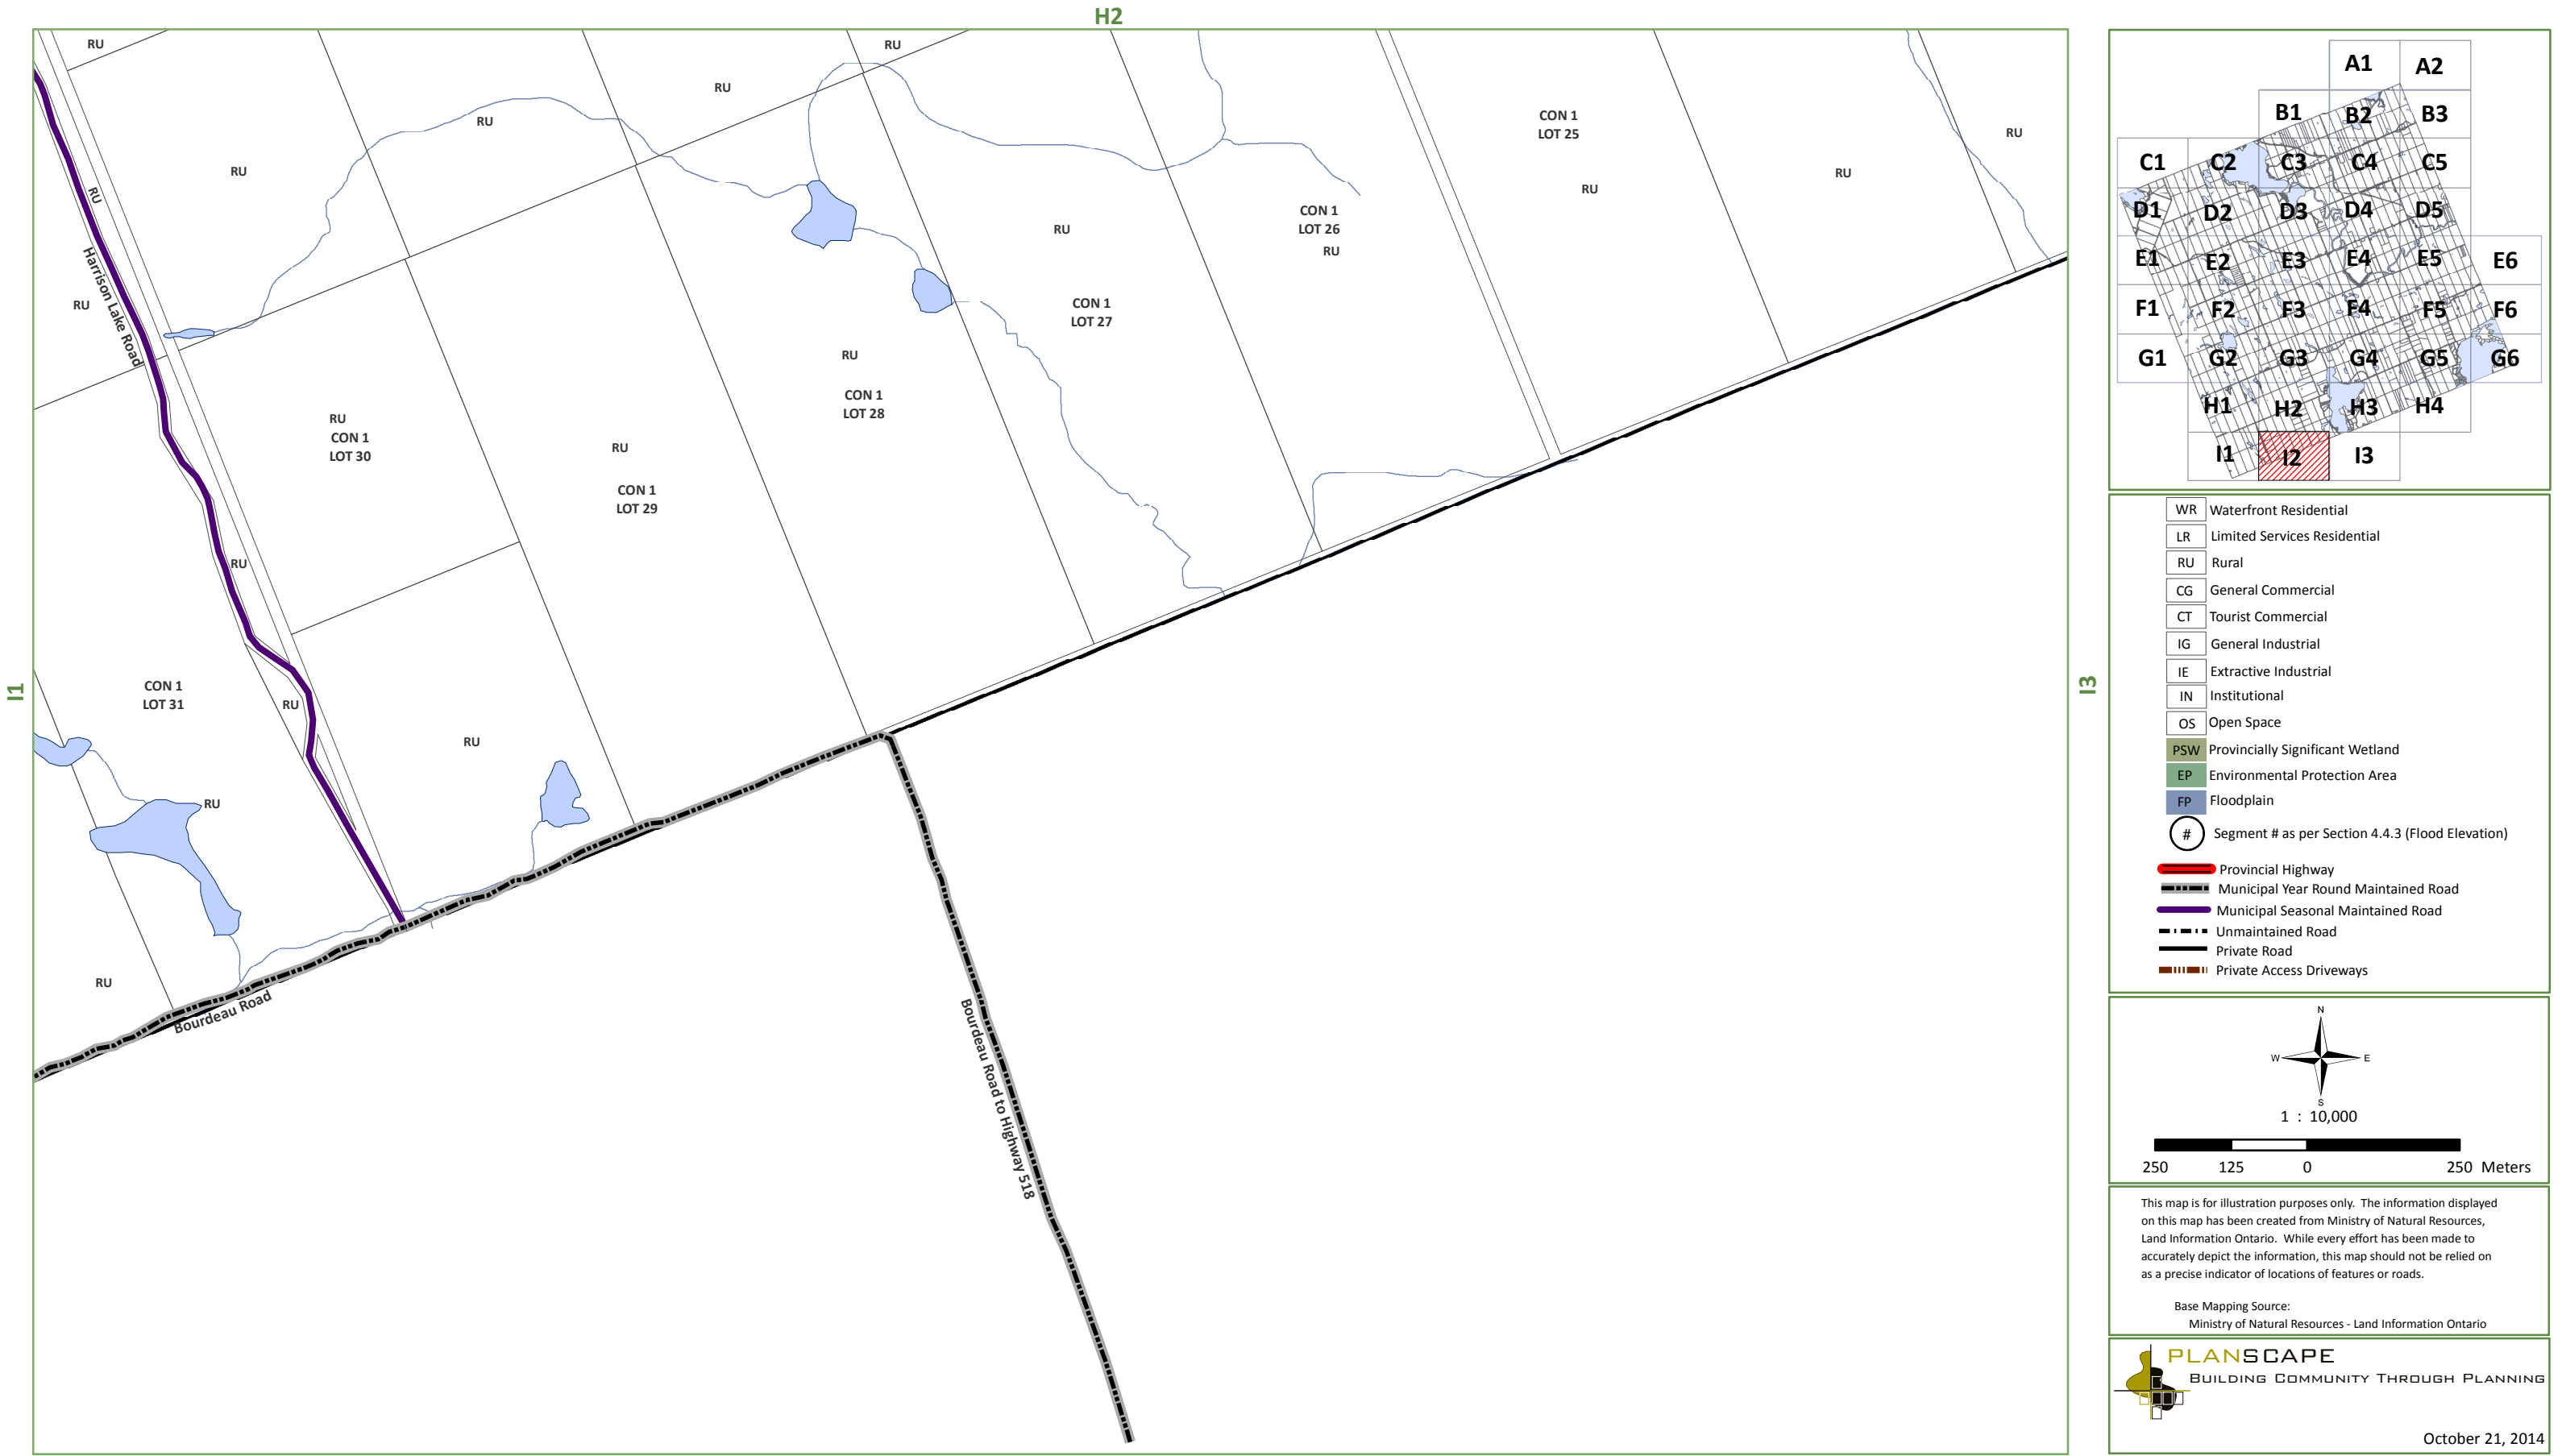 H2
RU
RU
RU
RU
RU
RU
RU
Harrison Lake Road
RU
CON 1
LOT 25
RU
RU
RU
CON 1
LOT 26
RU
RU
CON 1
LOT 27
RU
CON 1
LOT 28
RU
CON 1
LOT 30
RU
CON 1
LOT 29
RU
CON 1
LOT 31
RU
RU
RU
RU
Bourdeau Road
Bourdeau Road to Highway 518
I1
I3
A1 A2
B1 B2 B3
C1 C2 C3 C4 C5
D1 D2 D3 D4 D5
E1 E2 E3 E4 E5 E6
F1 F2 F3 F4 F5 F6
G1 G2 G3 G4 G5 G6
H1 H2 H3 H4
I1 I2 I3
WR Waterfront Residential
LR Limited Services Residential
RU Rural
CG General Commercial
CT Tourist Commercial
IG General Industrial
IE Extractive Industrial
IN Institutional
OS Open Space
PSW Provincially Significant Wetland
EP Environmental Protection Area
FP Floodplain
# Segment # as per Section 4.4.3 (Flood Elevation)
Provincial Highway
Municipal Year Round Maintained Road
Municipal Seasonal Maintained Road
Unmaintained Road
Private Road
Private Access Driveways
N
W E
S
1 : 10,000
250 125 0 250 Meters
This map is for illustration purposes only. The information displayed
on this map has been created from Ministry of Natural Resources,
Land Information Ontario. While every effort has been made to
accurately depict the information, this map should not be relied on
as a precise indicator of locations of features or roads.
Base Mapping Source:
Ministry of Natural Resources - Land Information Ontario
PLANSCAPE
BUILDING COMMUNITY THROUGH PLANNING
October 21, 2014